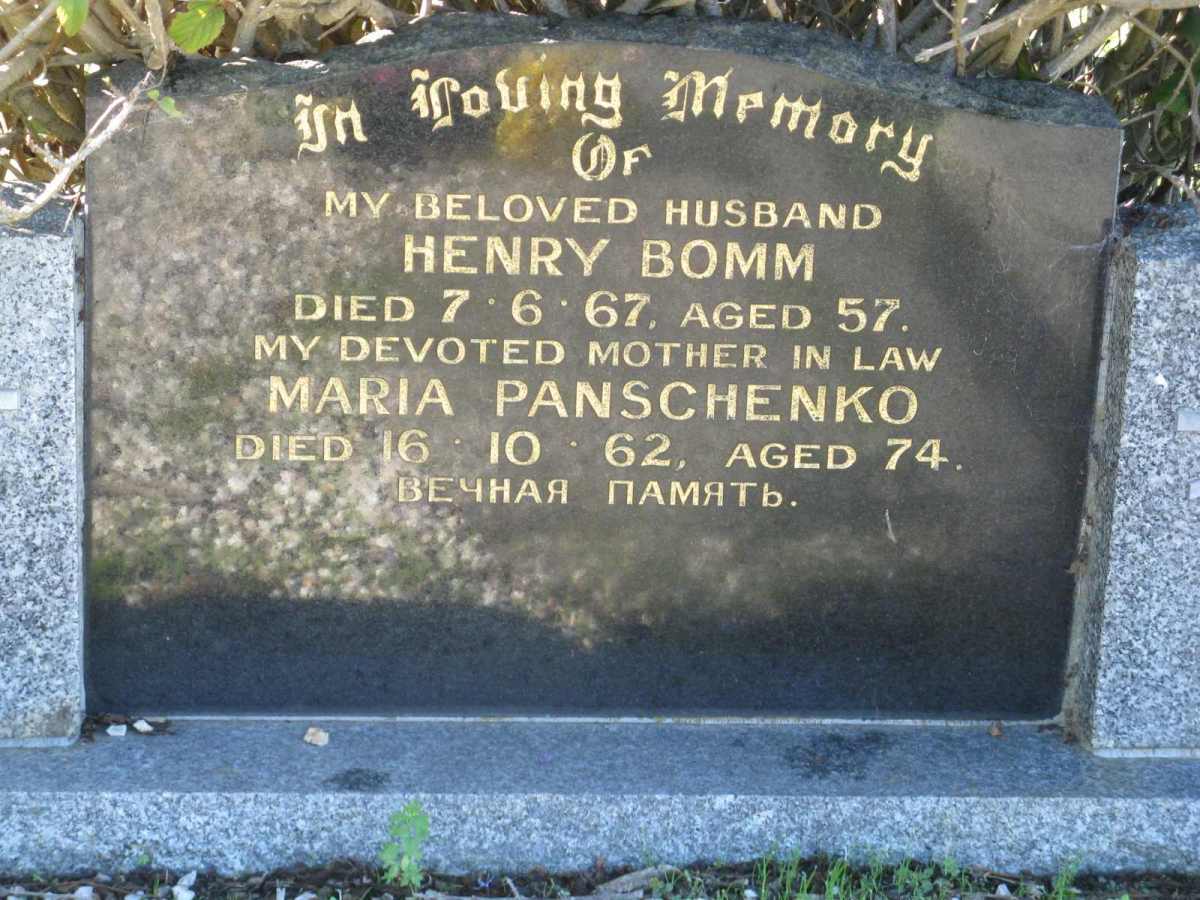 In Loving Memory
OF
MY BELOVED HUSBAND
HENRY BOMM
DIED 7 · 6 · 67, AGED 57.
MY DEVOTED MOTHER IN LAW
MARIA PANSCHENKO
DIED 16 · 10 · 62, AGED 74.
ВЕЧНАЯ ПАМЯТЬ.